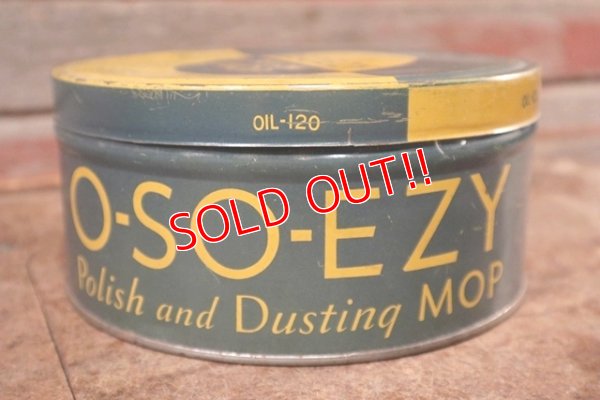 OIL-120
O-SO-EZY
Polish and Dusting MOP
SOLD OUT!!